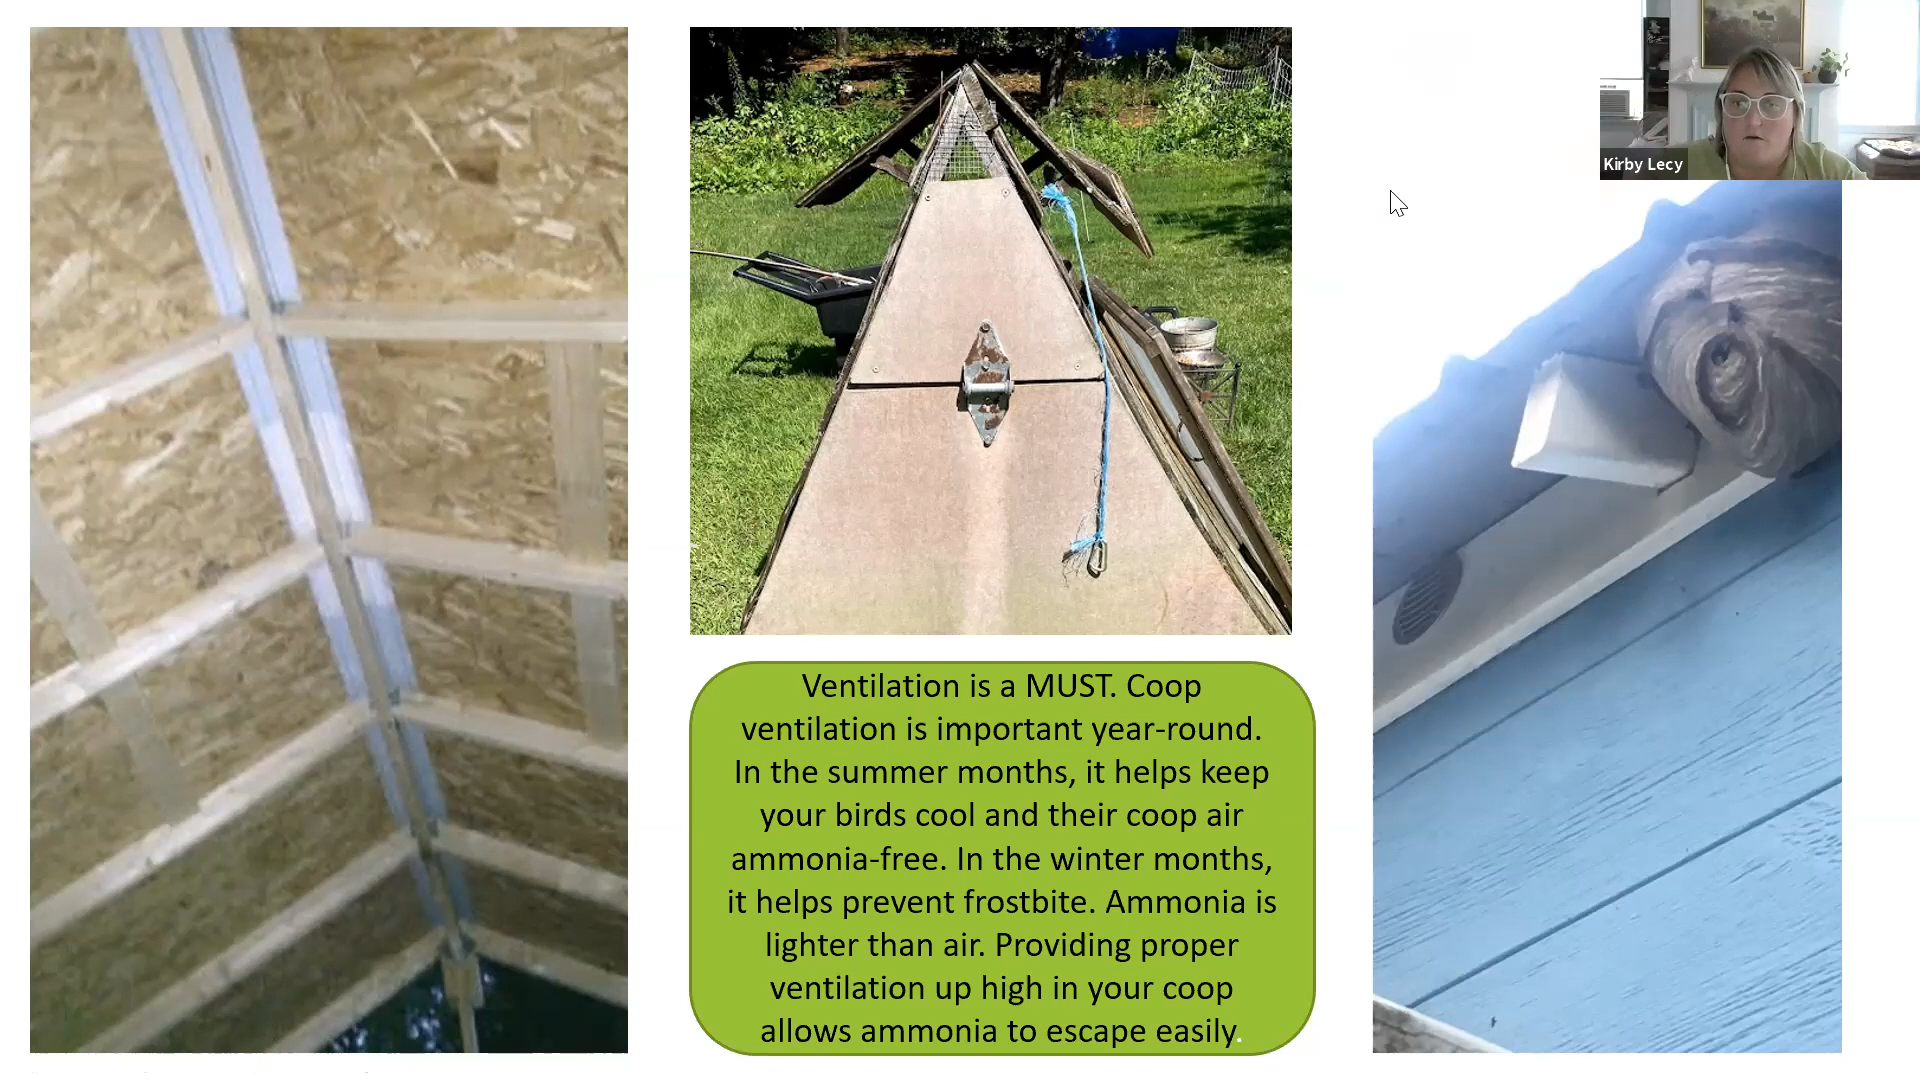 Kirby Lecy
Ventilation is a MUST. Coop
ventilation is important year-round.
In the summer months, it helps keep
your birds cool and their coop air
ammonia-free. In the winter months,
it helps prevent frostbite. Ammonia is
lighter than air. Providing proper
ventilation up high in your coop
allows ammonia to escape easily.